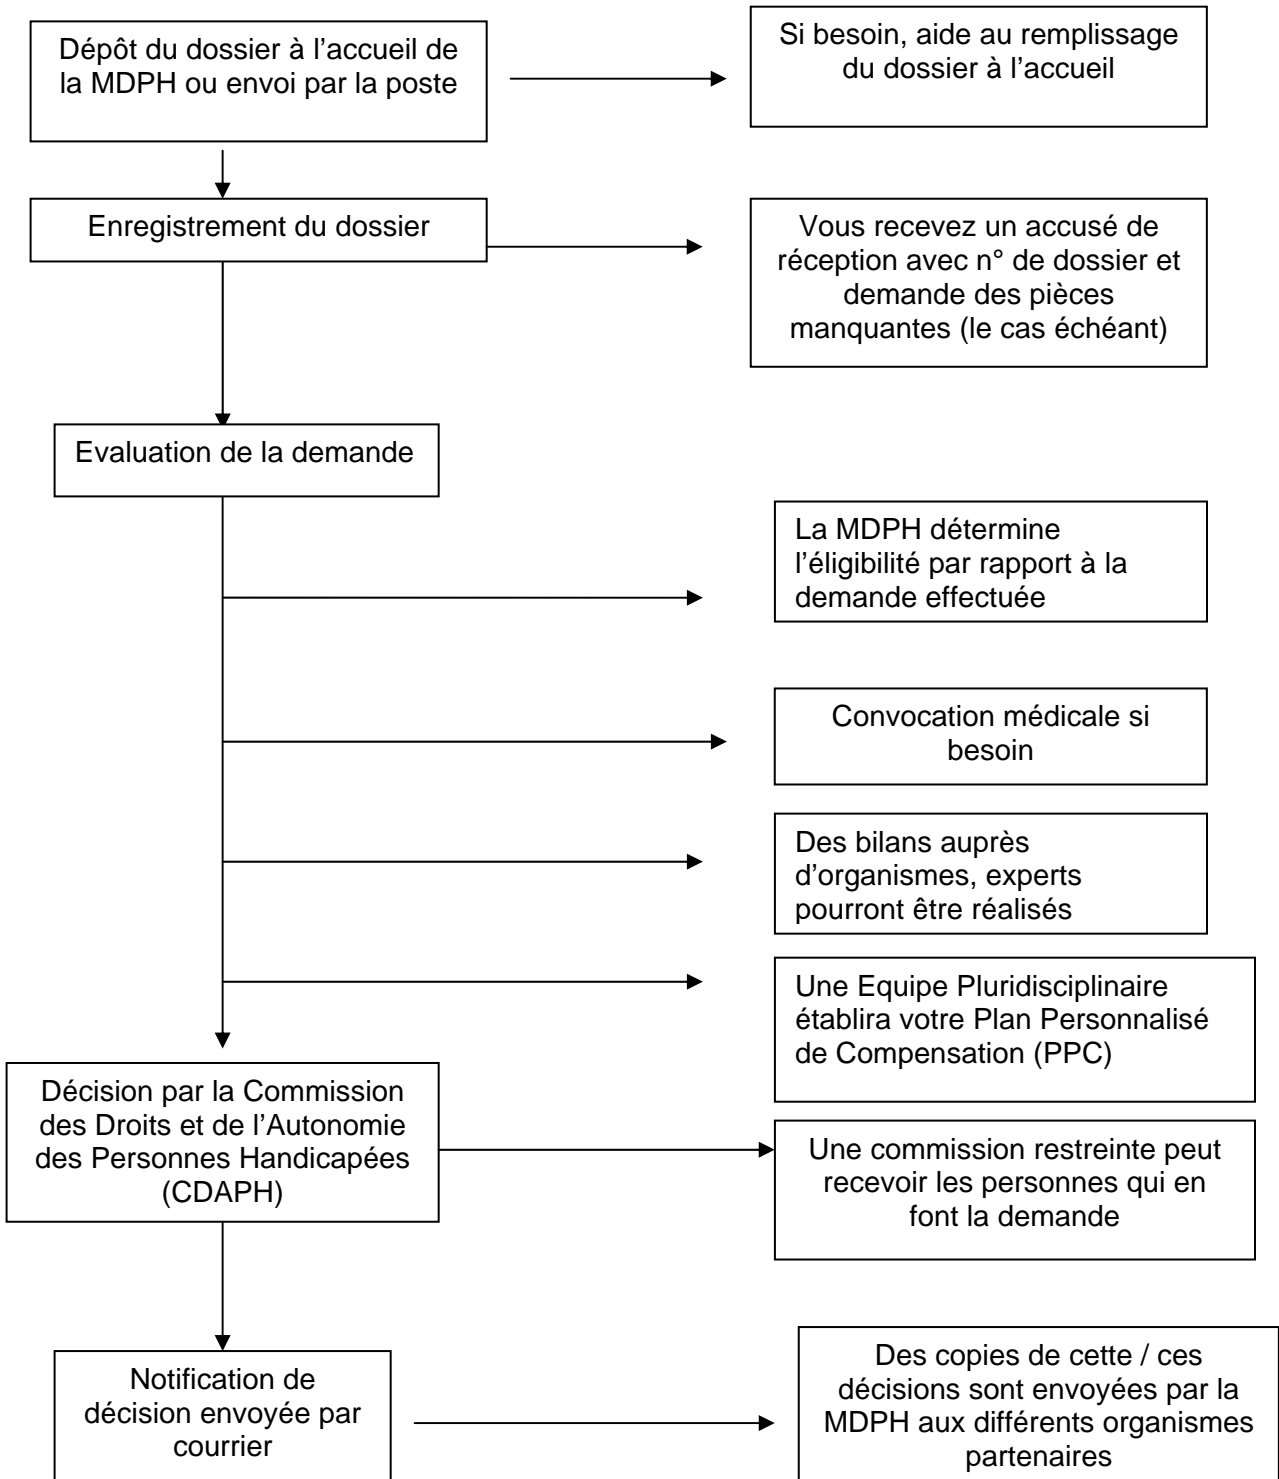 Dépôt du dossier à l’accueil de
la MDPH ou envoi par la poste
Si besoin, aide au remplissage
du dossier à l’accueil
Enregistrement du dossier
Vous recevez un accusé de
réception avec n° de dossier et
demande des pièces
manquantes (le cas échéant)
Evaluation de la demande
La MDPH détermine
l’éligibilité par rapport à la
demande effectuée
Convocation médicale si
besoin
Des bilans auprès
d’organismes, experts
pourront être réalisés
Une Equipe Pluridisciplinaire
établira votre Plan Personnalisé
de Compensation (PPC)
Décision par la Commission
des Droits et de l’Autonomie
des Personnes Handicapées
(CDAPH)
Une commission restreinte peut
recevoir les personnes qui en
font la demande
Notification de
décision envoyée par
courrier
Des copies de cette / ces
décisions sont envoyées par la
MDPH aux différents organismes
partenaires